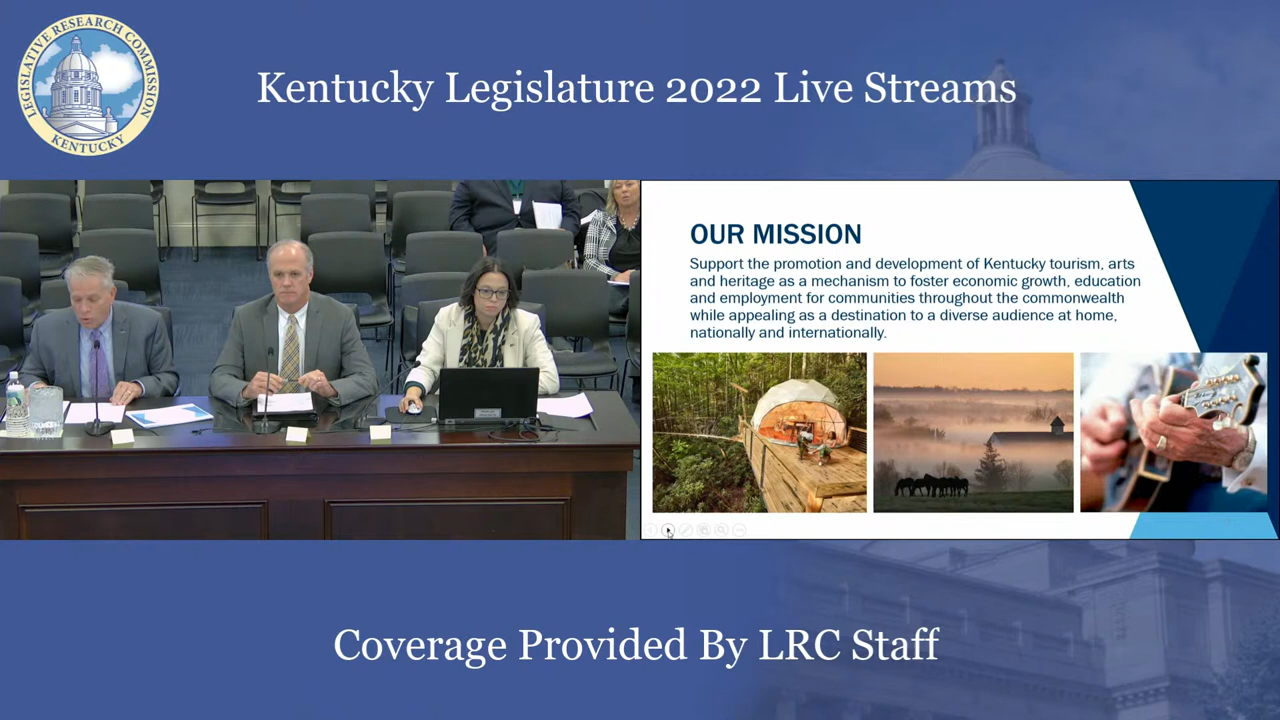 LEGISLATIVE RESEARCH COMMISSION
KENTUCKY
Kentucky Legislature 2022 Live Streams
OUR MISSION
Support the promotion and development of Kentucky tourism, arts
and heritage as a mechanism to foster economic growth, education
and employment for communities throughout the commonwealth
while appealing as a destination to a diverse audience at home,
nationally and internationally.
Coverage Provided By LRC Staff